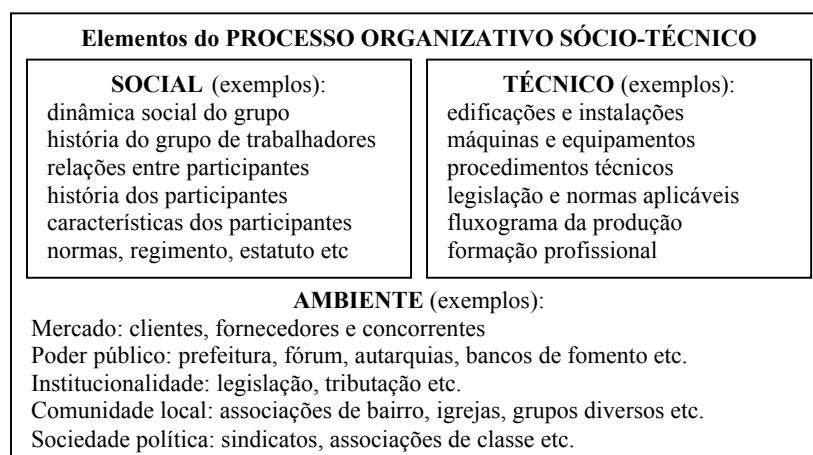 Elementos do PROCESSO ORGANIZATIVO SÓCIO-TÉCNICO
SOCIAL (exemplos):
dinâmica social do grupo
história do grupo de trabalhadores
relações entre participantes
história dos participantes
características dos participantes
normas, regimento, estatuto etc
TÉCNICO (exemplos):
edificações e instalações
máquinas e equipamentos
procedimentos técnicos
legislação e normas aplicáveis
fluxograma da produção
formação profissional
AMBIENTE (exemplos):
Mercado: clientes, fornecedores e concorrentes
Poder público: prefeitura, fórum, autarquias, bancos de fomento etc.
Institucionalidade: legislação, tributação etc.
Comunidade local: associações de bairro, igrejas, grupos diversos etc.
Sociedade política: sindicatos, associações de classe etc.